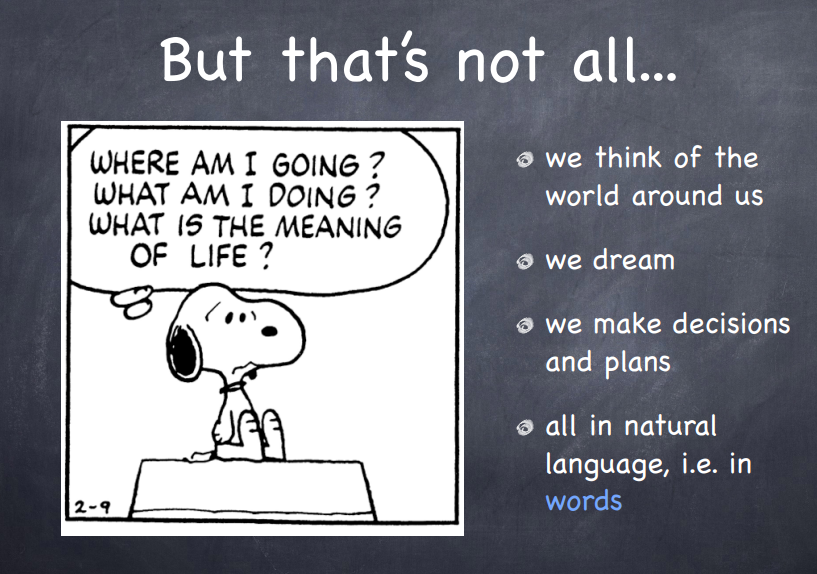 But that's not all...
WHERE AM I GOING?
WHAT AM I DOING?
WHAT IS THE MEANING
OF LIFE?
2-9
we think of the
world around us
we dream
we make decisions
and plans
all in natural
language, i.e. in
words